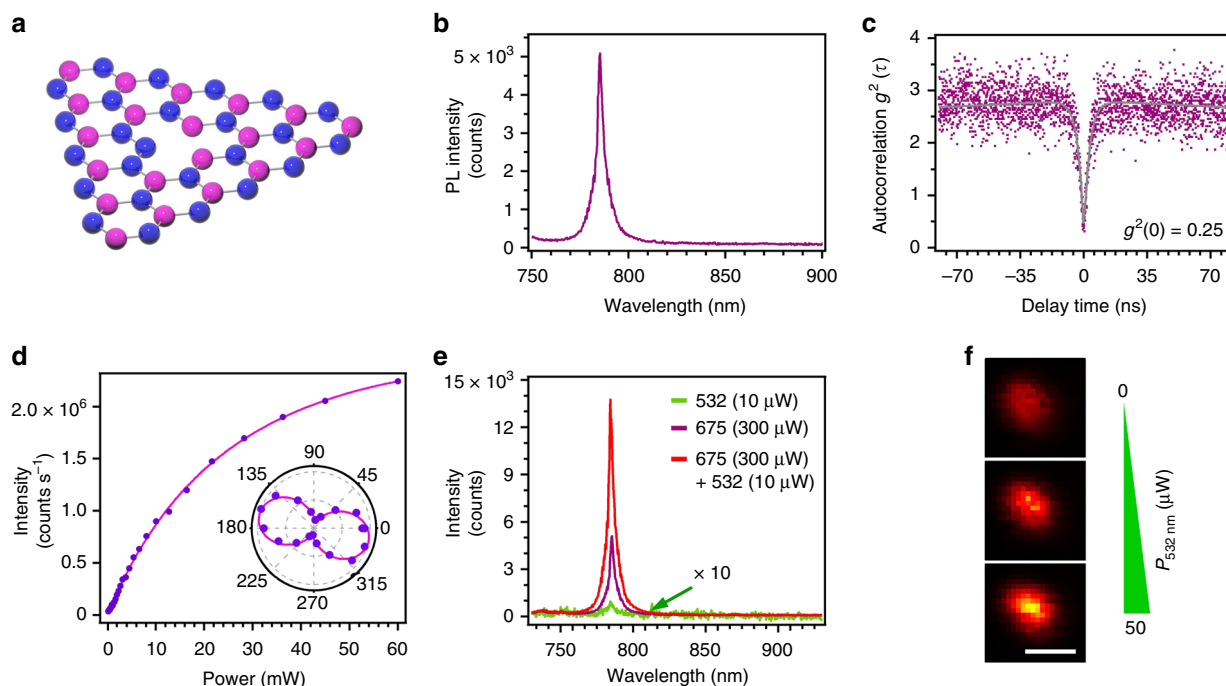 a
b
5 × 10³
4
3
2
1
0
PL intensity
(counts)
750
800
850
900
Wavelength (nm)
c
4
3
2
1
0
Autocorrelation g² (τ)
g²(0) = 0.25
–70
–35
0
35
70
Delay time (ns)
d
2.0 × 10⁶
1.5
1.0
0.5
0
Intensity
(counts s⁻¹)
90
135
45
180
0
225
315
270
0
10
20
30
40
50
60
Power (mW)
e
15 × 10³
12
9
6
3
0
Intensity
(counts)
532 (10 μW)
675 (300 μW)
675 (300 μW)
+ 532 (10 μW)
× 10
750
800
850
900
Wavelength (nm)
f
0
P532 nm (μW)
50